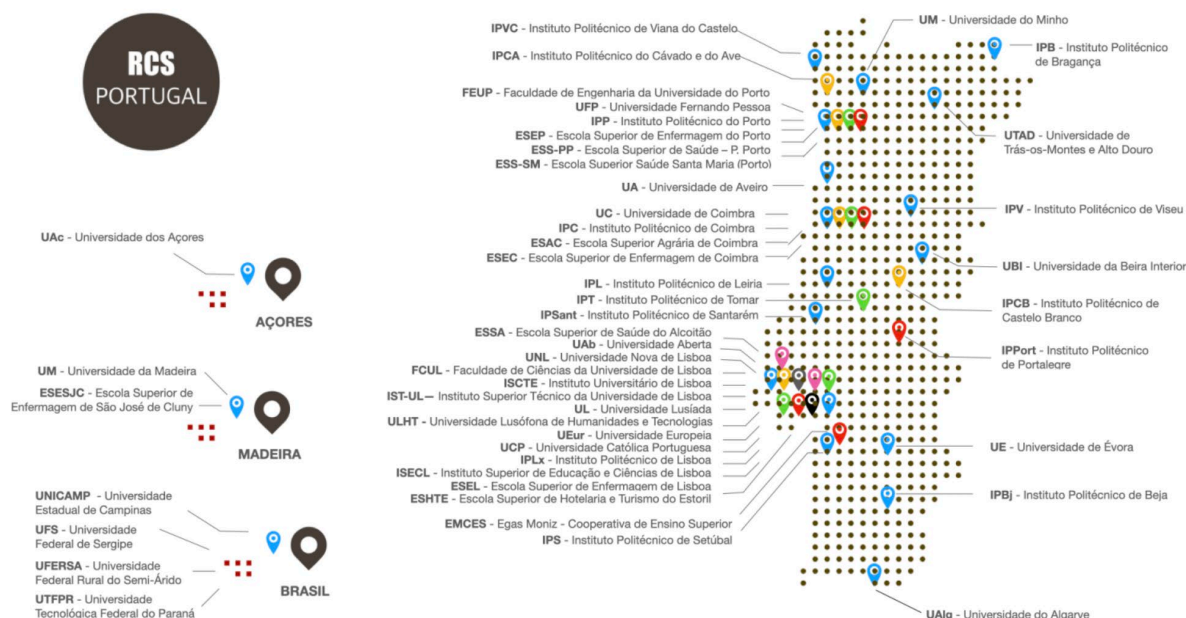 RCS
PORTUGAL
UAc - Universidade dos Açores
AÇORES
UM - Universidade da Madeira
ESESJC - Escola Superior de
Enfermagem de São José de Cluny
MADEIRA
UNICAMP - Universidade
Estadual de Campinas
UFS - Universidade
Federal de Sergipe
UFERSA - Universidade
Federal Rural do Semi-Árido
UTFPR - Universidade
Tecnológica Federal do Paraná
BRASIL
IPVC - Instituto Politécnico de Viana do Castelo
IPCA - Instituto Politécnico do Cávado e do Ave
FEUP - Faculdade de Engenharia da Universidade do Porto
UFP - Universidade Fernando Pessoa
IPP - Instituto Politécnico do Porto
ESEP - Escola Superior de Enfermagem do Porto
ESS-PP - Escola Superior de Saúde – P. Porto
ESS-SM - Escola Superior Saúde Santa Maria (Porto)
UA - Universidade de Aveiro
UC - Universidade de Coimbra
IPC - Instituto Politécnico de Coimbra
ESAC - Escola Superior Agrária de Coimbra
ESEC - Escola Superior de Enfermagem de Coimbra
IPL - Instituto Politécnico de Leiria
IPT - Instituto Politécnico de Tomar
IPSant - Instituto Politécnico de Santarém
ESSA - Escola Superior de Saúde do Alcoitão
UAb - Universidade Aberta
UNL - Universidade Nova de Lisboa
FCUL - Faculdade de Ciências da Universidade de Lisboa
ISCTE - Instituto Universitário de Lisboa
IST-UL— Instituto Superior Técnico da Universidade de Lisboa
UL - Universidade Lusíada
ULHT - Universidade Lusófona de Humanidades e Tecnologias
UEur - Universidade Europeia
UCP - Universidade Católica Portuguesa
IPLx - Instituto Politécnico de Lisboa
ISECL - Instituto Superior de Educação e Ciências de Lisboa
ESEL - Escola Superior de Enfermagem de Lisboa
ESHTE - Escola Superior de Hotelaria e Turismo do Estoril
EMCES - Egas Moniz - Cooperativa de Ensino Superior
IPS - Instituto Politécnico de Setúbal
UM - Universidade do Minho
IPB - Instituto Politécnico
de Bragança
UTAD - Universidade de
Trás-os-Montes e Alto Douro
IPV - Instituto Politécnico de Viseu
UBI - Universidade da Beira Interior
IPCB - Instituto Politécnico de
Castelo Branco
IPPort - Instituto Politécnico
de Portalegre
UE - Universidade de Évora
IPBj - Instituto Politécnico de Beja
UAlg - Universidade do Algarve